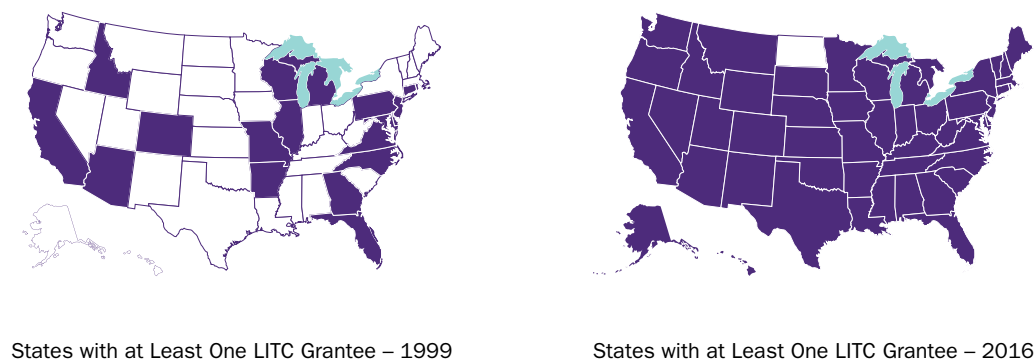 States with at Least One LITC Grantee – 1999
States with at Least One LITC Grantee – 2016